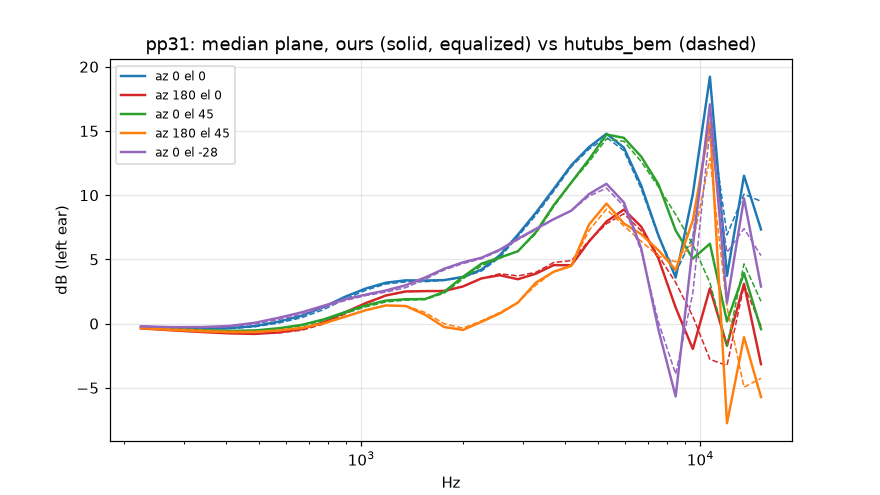 pp31: median plane, ours (solid, equalized) vs hutubs_bem (dashed)
az 0 el 0
az 180 el 0
az 0 el 45
az 180 el 45
az 0 el -28
20
15
10
5
0
−5
dB (left ear)
10³
10⁴
Hz